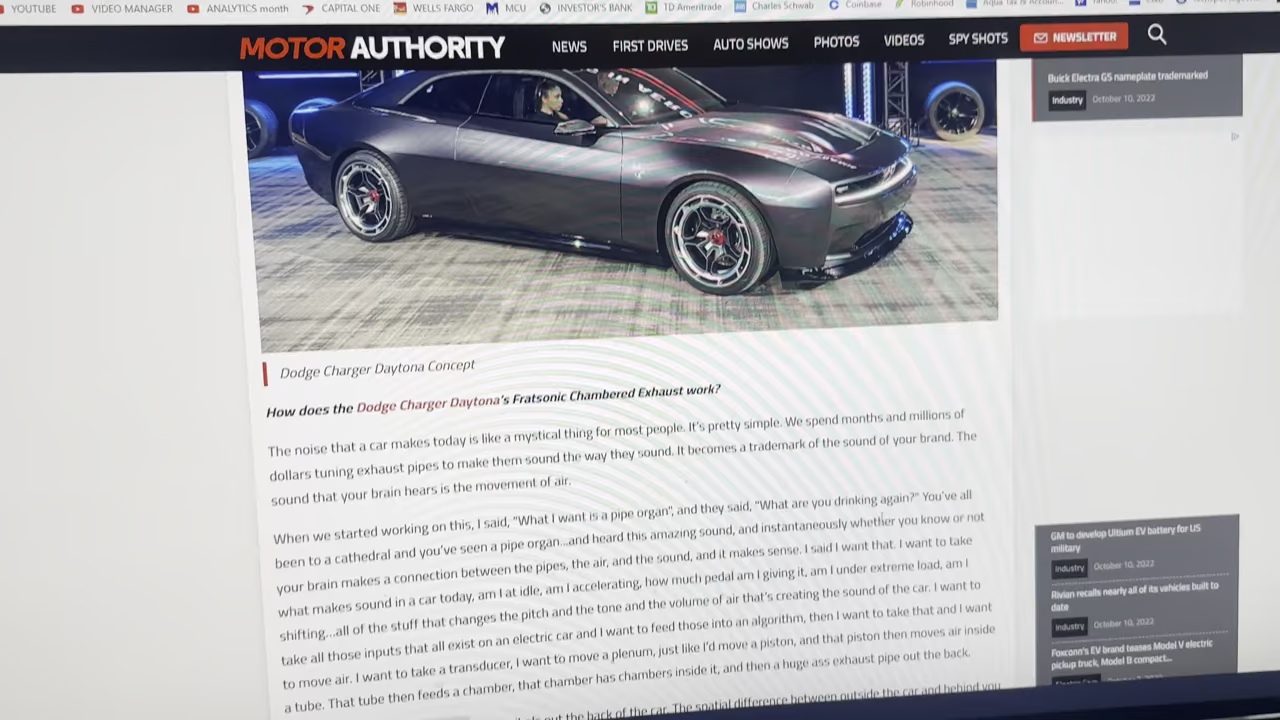 YOUTUBE VIDEO MANAGER ANALYTICS month CAPITAL ONE WELLS FARGO MCU INVESTOR'S BANK TD Ameritrade Charles Schwab Coinbase Robinhood
MOTOR AUTHORITY
NEWS FIRST DRIVES AUTO SHOWS PHOTOS VIDEOS SPY SHOTS NEWSLETTER
Buick Electra GS nameplate trademarked
Industry October 10, 2022
Dodge Charger Daytona Concept
How does the Dodge Charger Daytona's Fratsonic Chambered Exhaust work?
The noise that a car makes today is like a mystical thing for most people. It's pretty simple. We spend months and millions of
dollars tuning exhaust pipes to make them sound the way they sound. It becomes a trademark of the sound of your brand. The
sound that your brain hears is the movement of air.
When we started working on this, I said, "What I want is a pipe organ", and they said, "What are you drinking again?" You've all
been to a cathedral and you've seen a pipe organ...and heard this amazing sound, and instantaneously whether you know or not
your brain makes a connection between the pipes, the air, and the sound, and it makes sense. I said I want that. I want to take
what makes sound in a car today, am I at idle, am I accelerating, how much pedal am I giving it, am I under extreme load, am I
shifting...all of the stuff that changes the pitch and the tone and the volume of air that's creating the sound of the car. I want to
take all those inputs that all exist on an electric car and I want to feed those into an algorithm, then I want to take that and I want
to move air. I want to take a transducer, I want to move a plenum, just like I'd move a piston, and that piston then moves air inside
a tube. That tube then feeds a chamber, that chamber has chambers inside it, and then a huge ass exhaust pipe out the back.
out the back of the car. The spatial difference between outside the car and behind you
GM to develop Ultium EV battery for US
military
Industry October 10, 2022
Rivian recalls nearly all of its vehicles built to
date
Industry October 10, 2022
Foxconn's EV brand teases Model V electric
pickup truck, Model B compact...